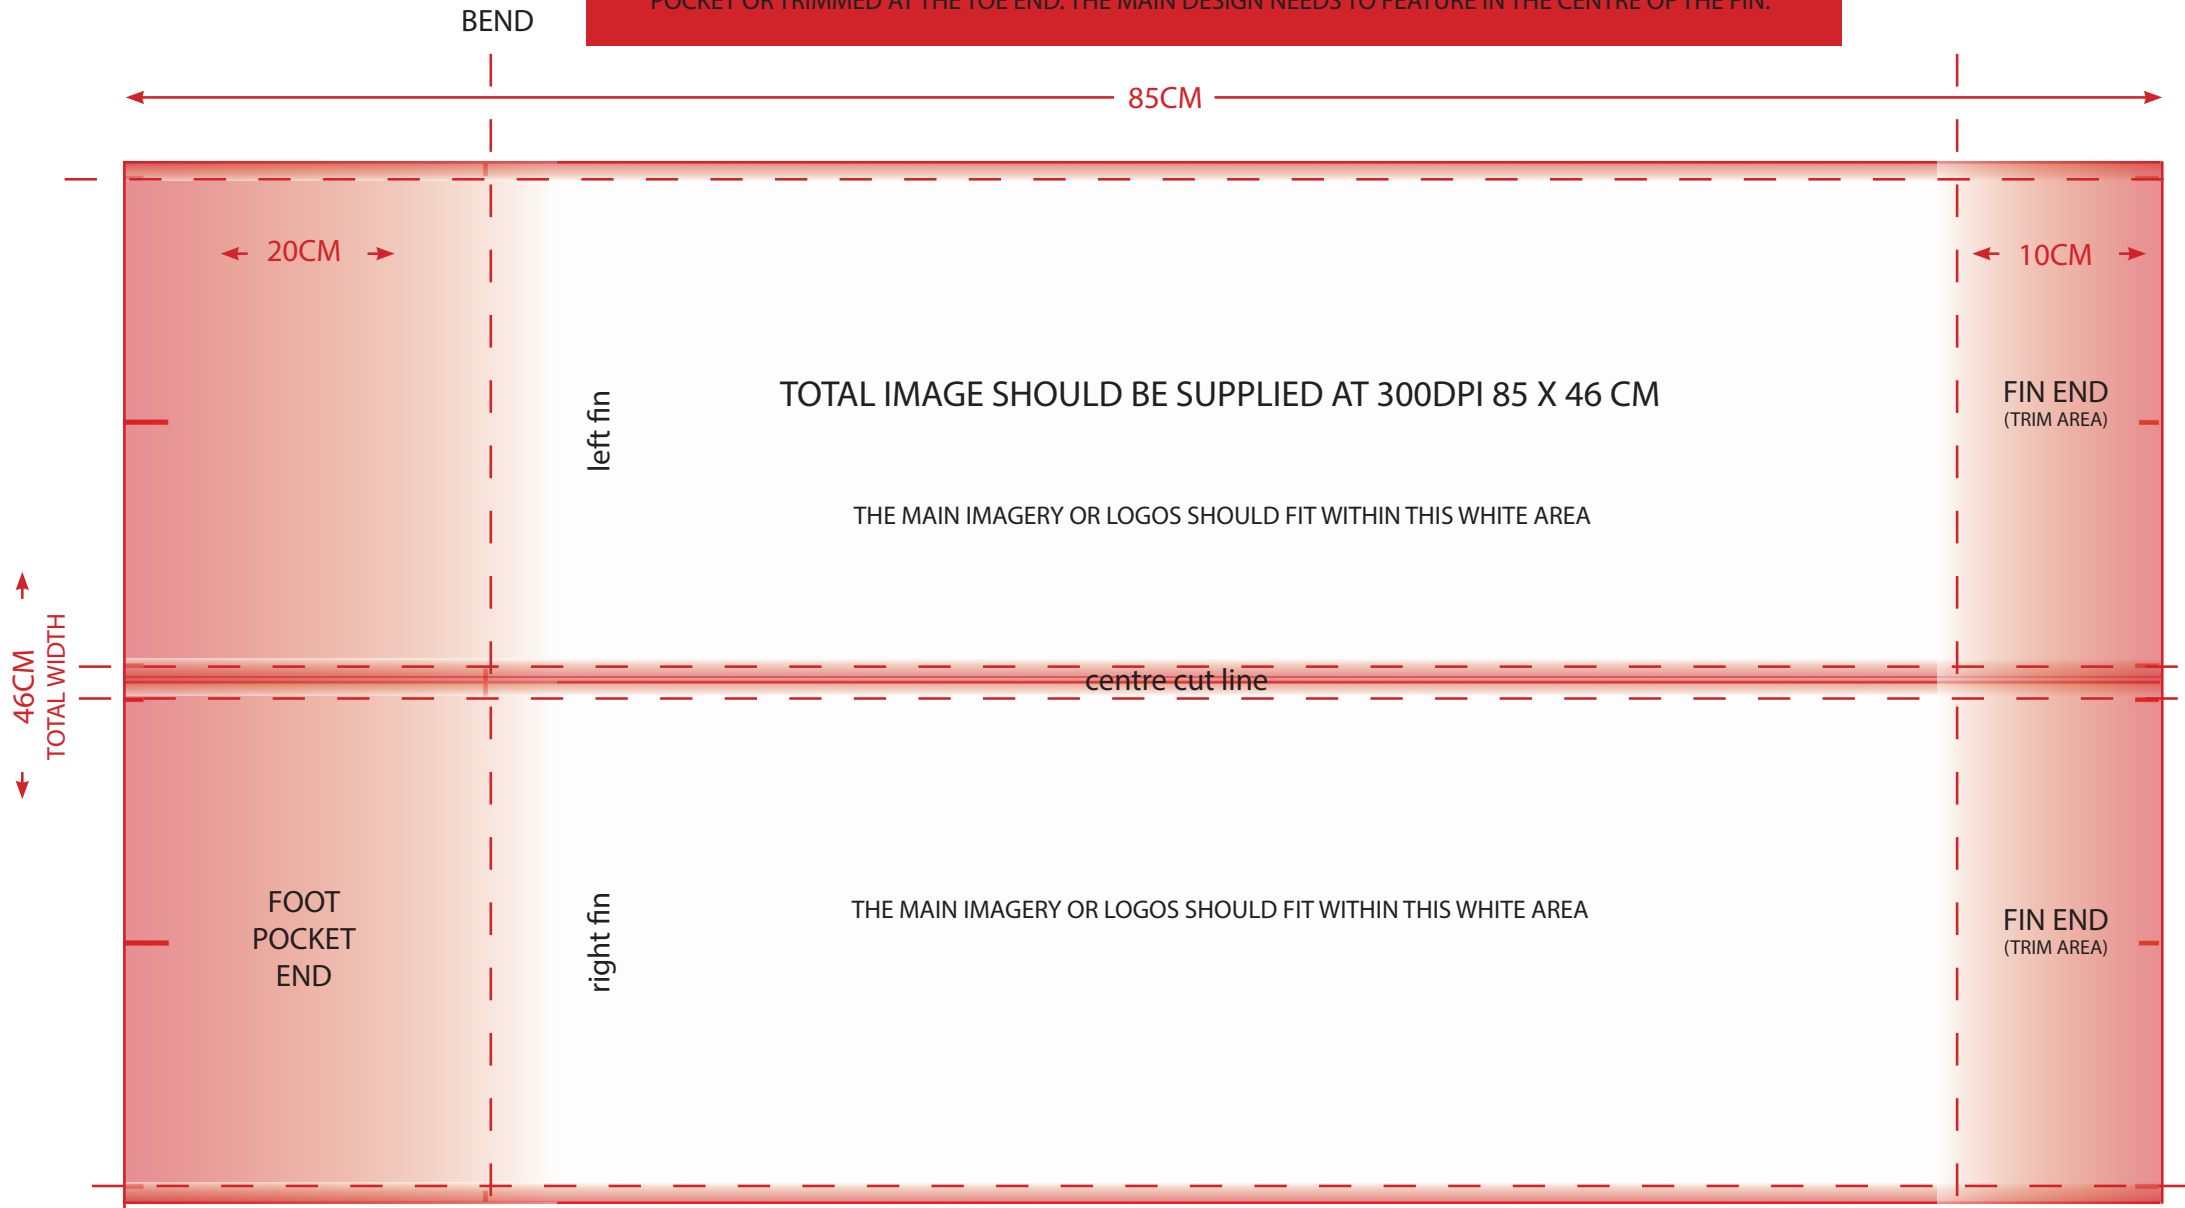 POCKET OR TRIMMED AT THE TOE END. THE MAIN DESIGN NEEDS TO FEATURE IN THE CENTRE OF THE FIN.
BEND
85CM
20CM
10CM
TOTAL IMAGE SHOULD BE SUPPLIED AT 300DPI 85 X 46 CM
left fin
FIN END
(TRIM AREA)
THE MAIN IMAGERY OR LOGOS SHOULD FIT WITHIN THIS WHITE AREA
46CM
TOTAL WIDTH
centre cut line
FOOT
POCKET
END
right fin
THE MAIN IMAGERY OR LOGOS SHOULD FIT WITHIN THIS WHITE AREA
FIN END
(TRIM AREA)